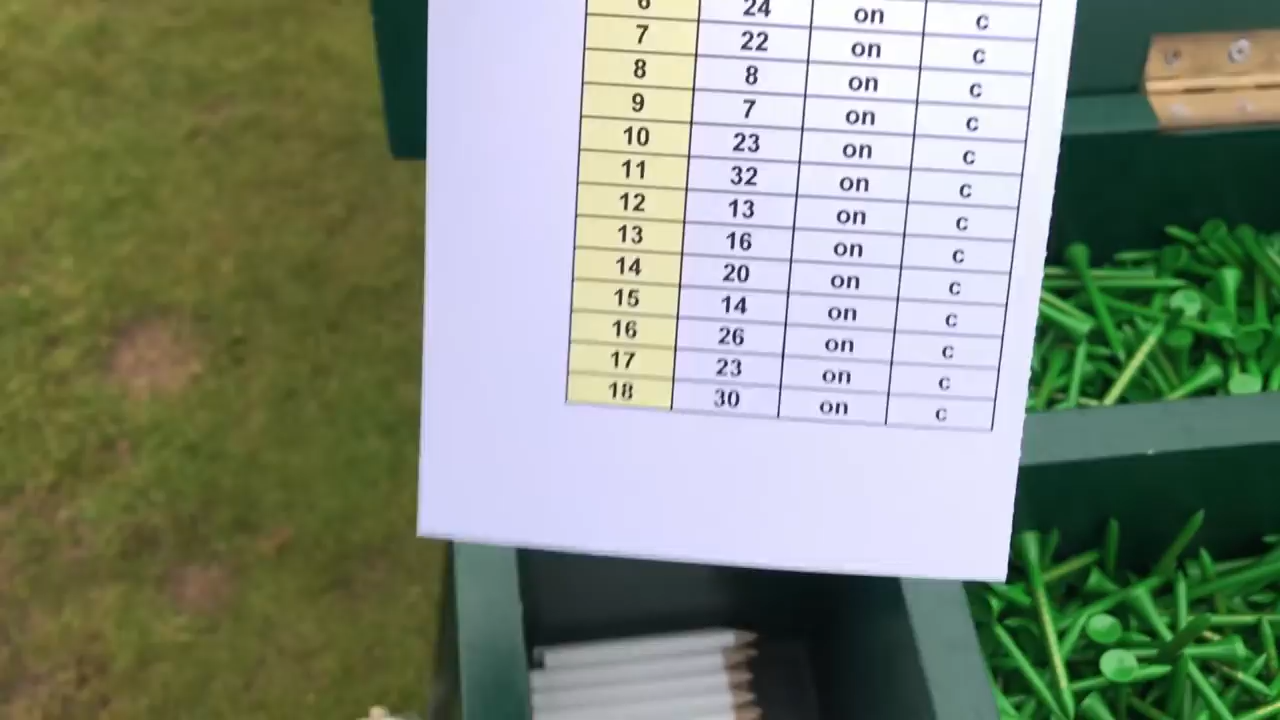 6 24 on c
7 22 on c
8 8 on c
9 7 on c
10 23 on c
11 32 on c
12 13 on c
13 16 on c
14 20 on c
15 14 on c
16 26 on c
17 23 on c
18 30 on c